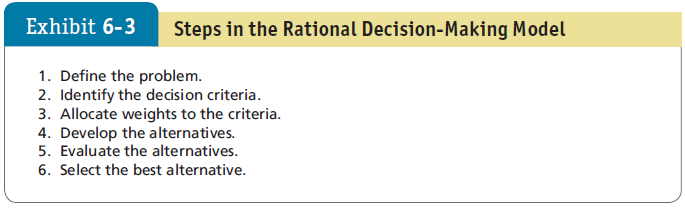 Exhibit 6-3
Steps in the Rational Decision-Making Model
1. Define the problem.
2. Identify the decision criteria.
3. Allocate weights to the criteria.
4. Develop the alternatives.
5. Evaluate the alternatives.
6. Select the best alternative.